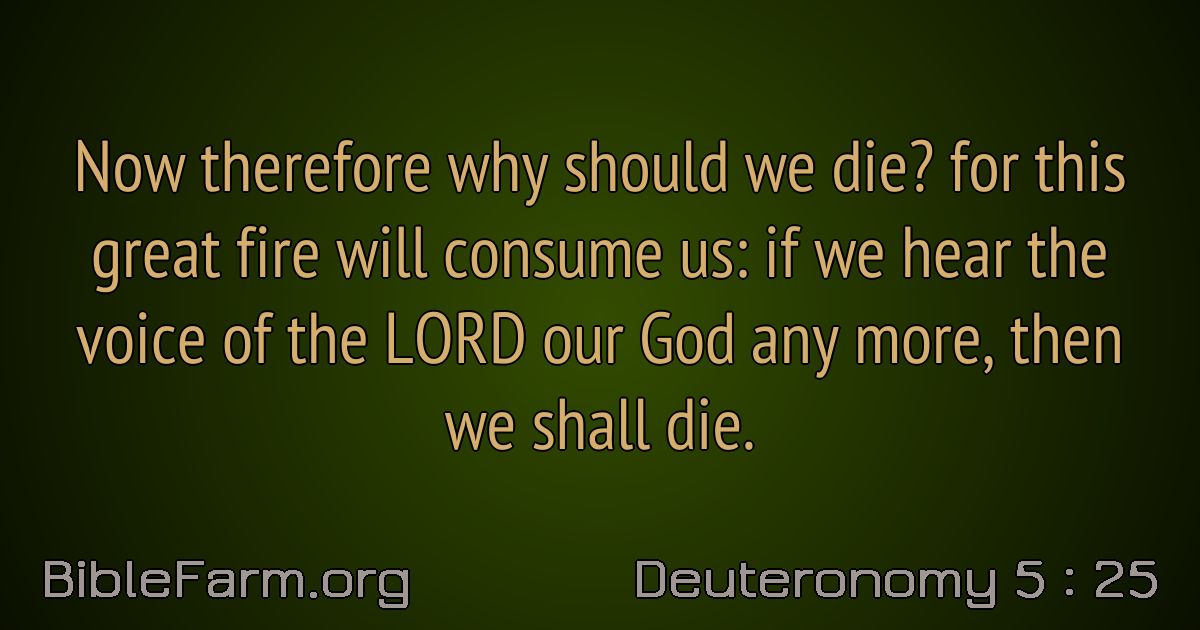 Now therefore why should we die? for this
great fire will consume us: if we hear the
voice of the LORD our God any more, then
we shall die.
BibleFarm.org
Deuteronomy 5 : 25